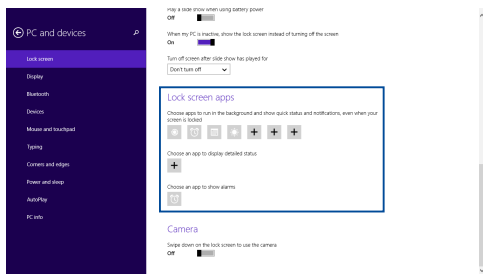 PC and devices
Lock screen
Display
Bluetooth
Devices
Mouse and touchpad
Typing
Corners and edges
Power and sleep
AutoPlay
PC info
Play a slide show when using battery power
Off
When my PC is inactive, show the lock screen instead of turning off the screen
On
Turn off screen after slide show has played for
Don't turn off
Lock screen apps
Choose apps to run in the background and show quick status and notifications, even when your
screen is locked
Choose an app to display detailed status
Choose an app to show alarms
Camera
Swipe down on the lock screen to use the camera
Off